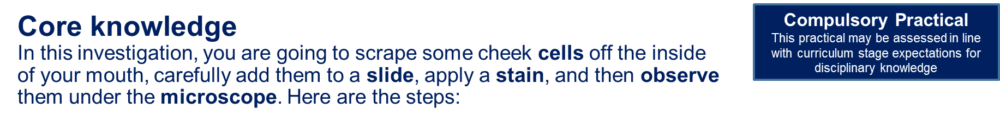 Core knowledge
In this investigation, you are going to scrape some cheek cells off the inside
of your mouth, carefully add them to a slide, apply a stain, and then observe
them under the microscope. Here are the steps:
Compulsory Practical
This practical may be assessed in line
with curriculum stage expectations for
disciplinary knowledge